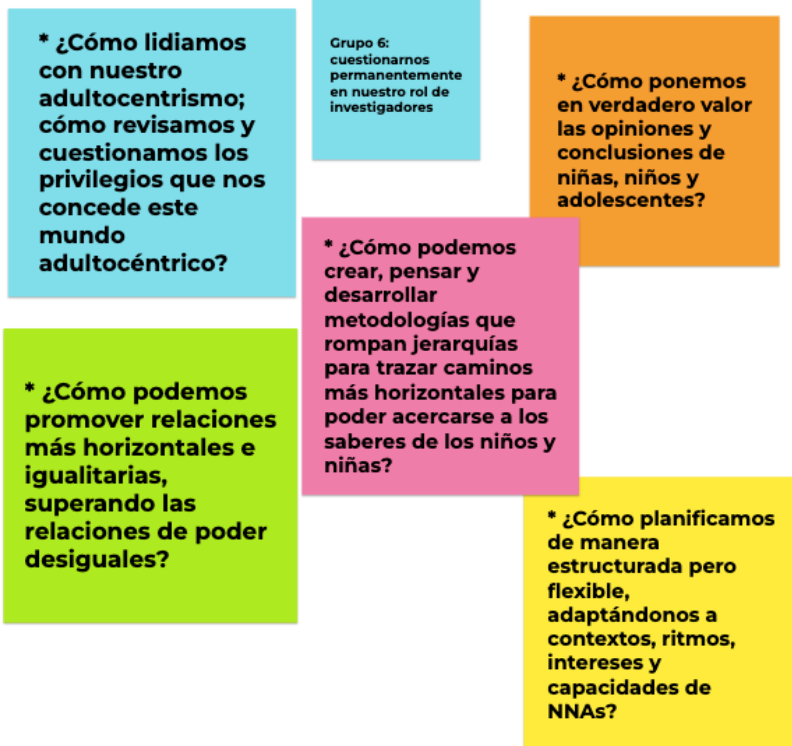 * ¿Cómo lidiamos
con nuestro
adultocentrismo;
cómo revisamos y
cuestionamos los
privilegios que nos
concede este
mundo
adultocéntrico?
Grupo 6:
cuestionarnos
permanentemente
en nuestro rol de
investigadores
* ¿Cómo ponemos
en verdadero valor
las opiniones y
conclusiones de
niñas, niños y
adolescentes?
* ¿Cómo podemos
crear, pensar y
desarrollar
metodologías que
rompan jerarquías
para trazar caminos
más horizontales para
poder acercarse a los
saberes de los niños y
niñas?
* ¿Cómo podemos
promover relaciones
más horizontales e
igualitarias,
superando las
relaciones de poder
desiguales?
* ¿Cómo planificamos
de manera
estructurada pero
flexible,
adaptándonos a
contextos, ritmos,
intereses y
capacidades de
NNAs?